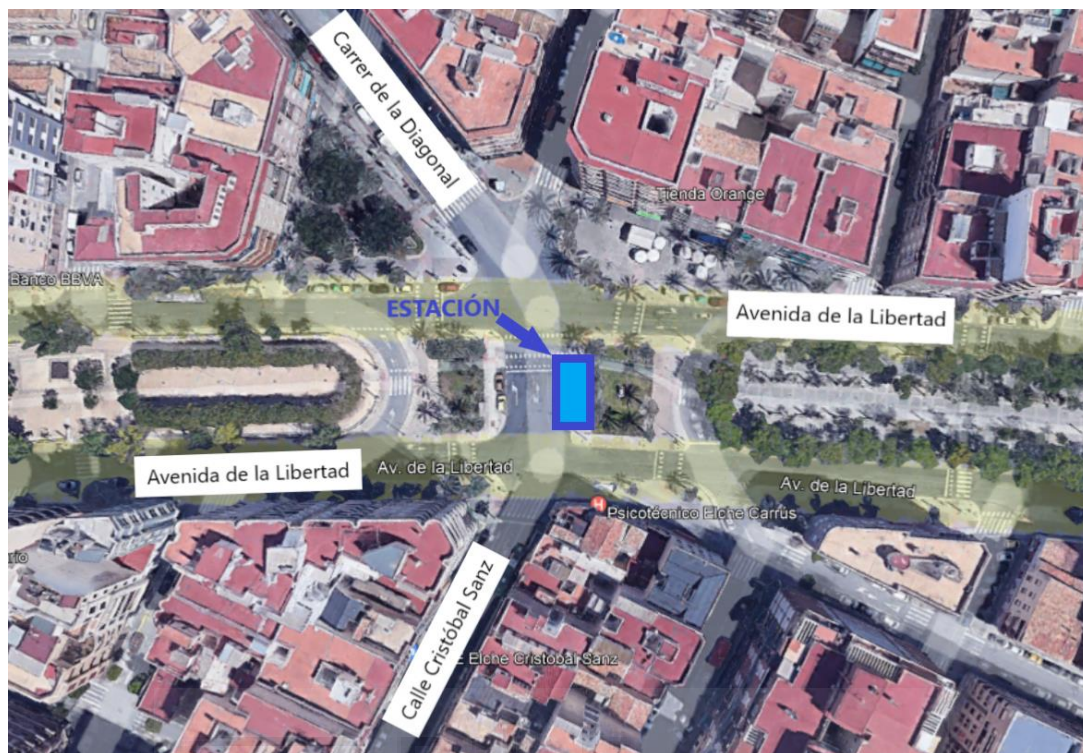 Carrer de la Diagonal
Tienda Orange
Banco BBVA
ESTACIÓN
Avenida de la Libertad
Avenida de la Libertad
Av. de la Libertad
Av. de la Libertad
Psicotécnico Elche Carrús
Calle Cristóbal Sanz
Elche Cristobal Sanz